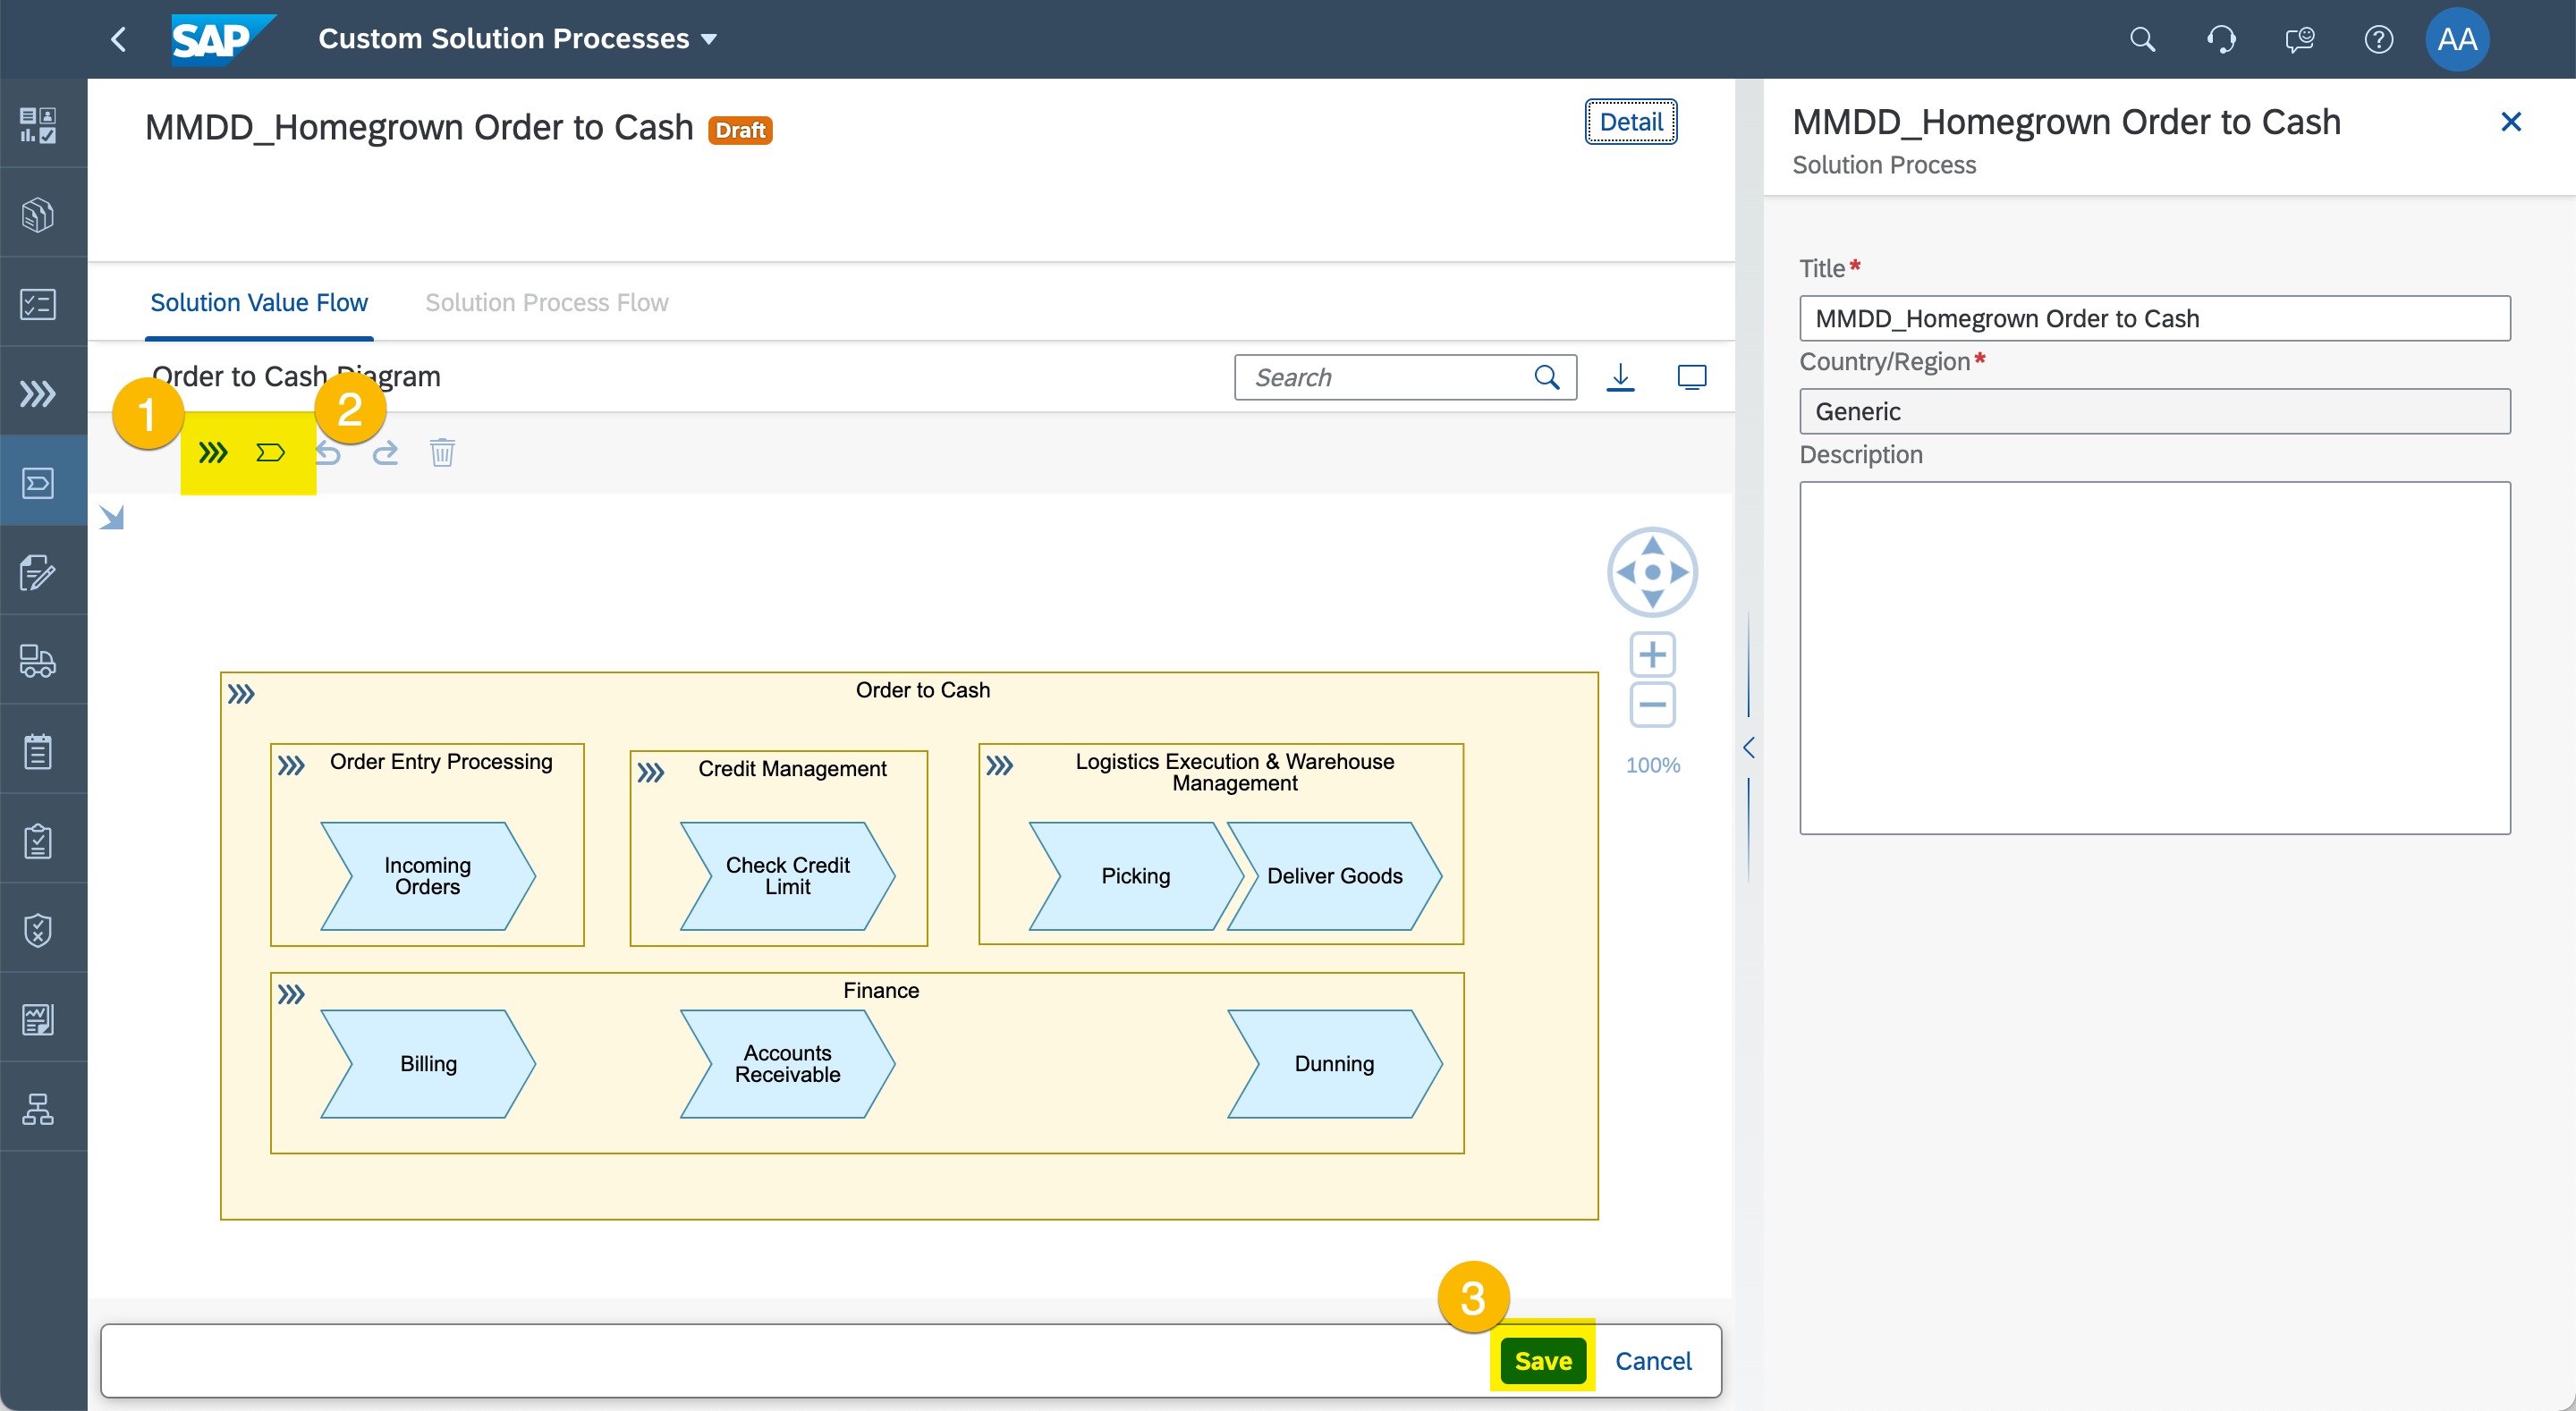 SAP
Custom Solution Processes
AA
MMDD_Homegrown Order to Cash
Draft
Detail
Solution Value Flow
Solution Process Flow
Order to Cash Diagram
Search
1
2
100%
Order to Cash
Order Entry Processing
Incoming
Orders
Credit Management
Check Credit
Limit
Logistics Execution & Warehouse
Management
Picking
Deliver Goods
Finance
Billing
Accounts
Receivable
Dunning
3
Save
Cancel
MMDD_Homegrown Order to Cash
Solution Process
Title*
MMDD_Homegrown Order to Cash
Country/Region*
Generic
Description